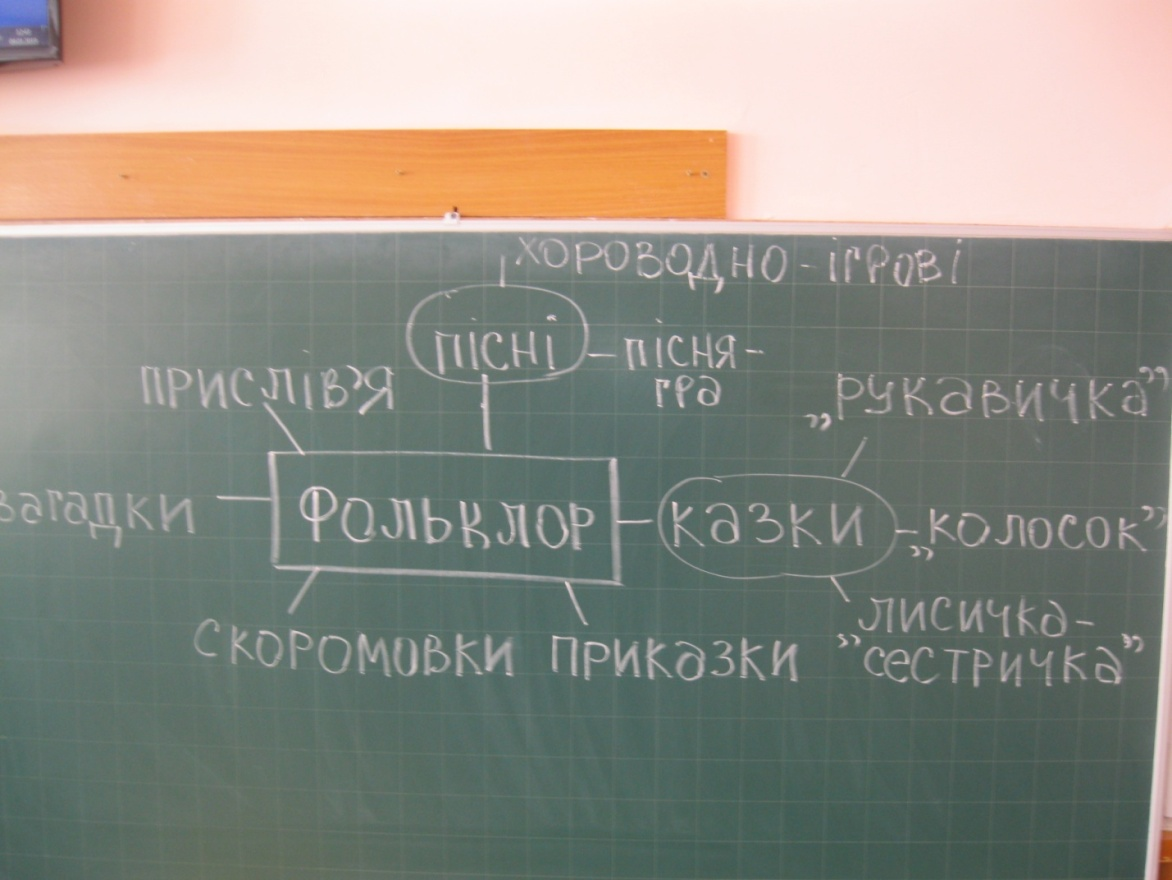 ХОРОВОДНО-ІГРОВІ
ПІСНІ
-ПІСНЯ-
ГРА
ПРИСЛІВ'Я
„РУКАВИЧКА”
загадки
ФОЛЬКЛОР
КАЗКИ
-„КОЛОСОК”
СКОРОМОВКИ
ПРИКАЗКИ
ЛИСИЧКА-
”СЕСТРИЧКА”